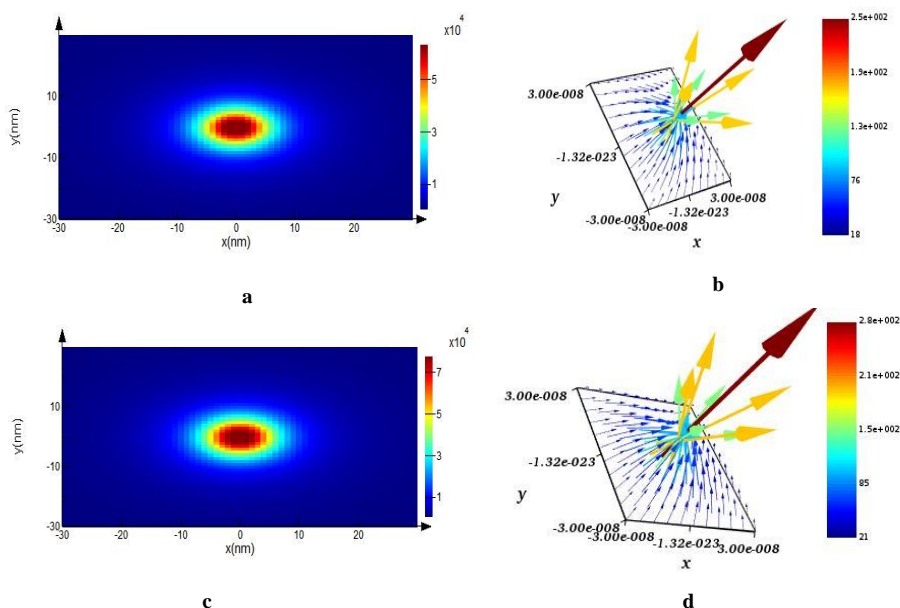 x10⁴
5
3
1
y(nm)
10
-10
-30
-30 -20 -10 0 10 20
x(nm)
a
2.5e+002
1.9e+002
1.3e+002
76
18
3.00e-008
-1.32e-023
-3.00e-008
y
-3.00e-008
-1.32e-023
3.00e-008
x
b
x10⁴
7
5
3
1
y(nm)
10
-10
-30
-30 -20 -10 0 10 20
x(nm)
c
2.8e+002
2.1e+002
1.5e+002
85
21
3.00e-008
-1.32e-023
-3.00e-008
y
-3.00e-008
-1.32e-023
3.00e-008
x
d